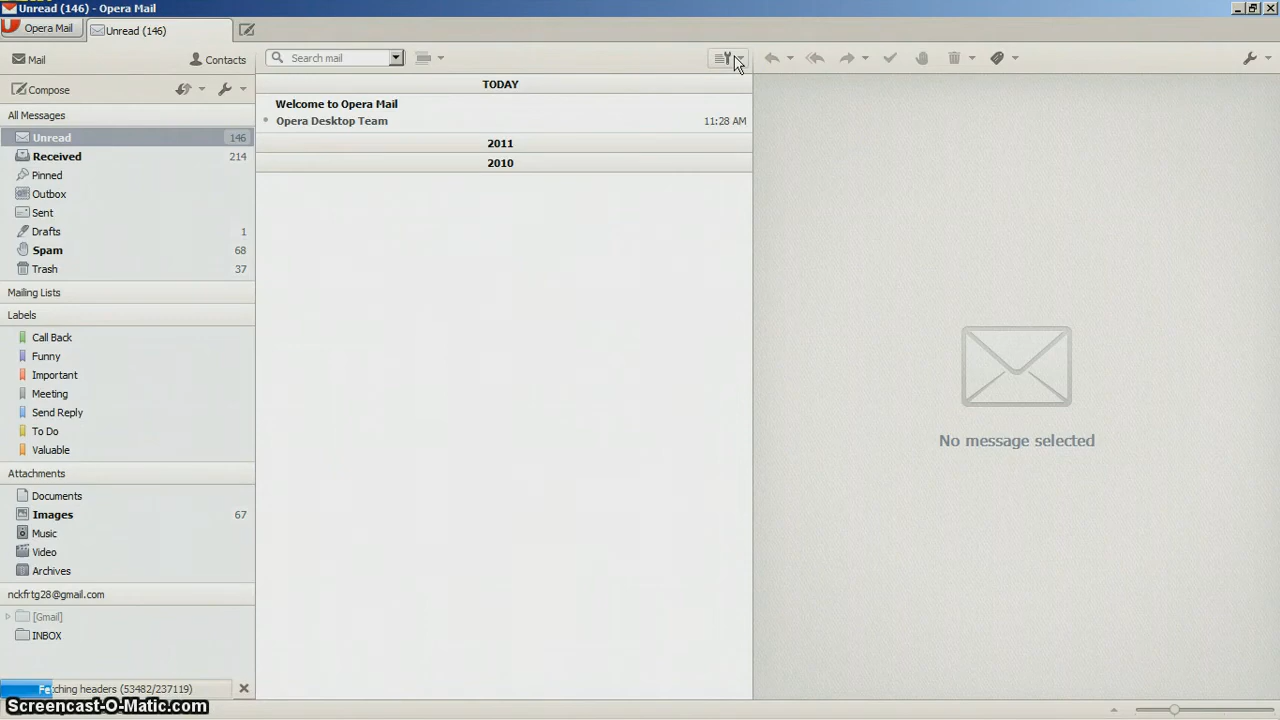 Unread (146) - Opera Mail
Opera Mail
Unread (146)
Mail
Contacts
Search mail
Compose
All Messages
Unread 146
Received 214
Pinned
Outbox
Sent
Drafts 1
Spam 68
Trash 37
Mailing Lists
Labels
Call Back
Funny
Important
Meeting
Send Reply
To Do
Valuable
Attachments
Documents
Images 67
Music
Video
Archives
nckfrtg28@gmail.com
[Gmail]
INBOX
Fetching headers (53482/237119)
TODAY
Welcome to Opera Mail
Opera Desktop Team 11:28 AM
2011
2010
No message selected
Screencast-O-Matic.com